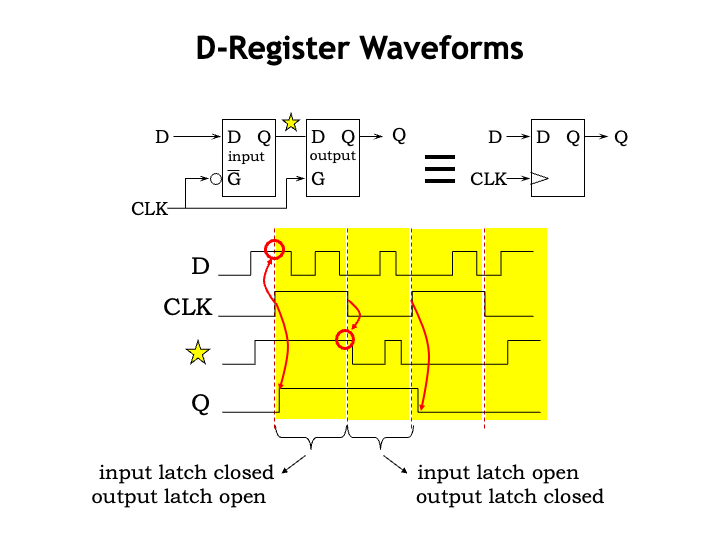 D-Register Waveforms
D D Q D Q Q D D Q Q
input output
G̅ G CLK
CLK
D
CLK
Q
input latch closed input latch open
output latch open output latch closed